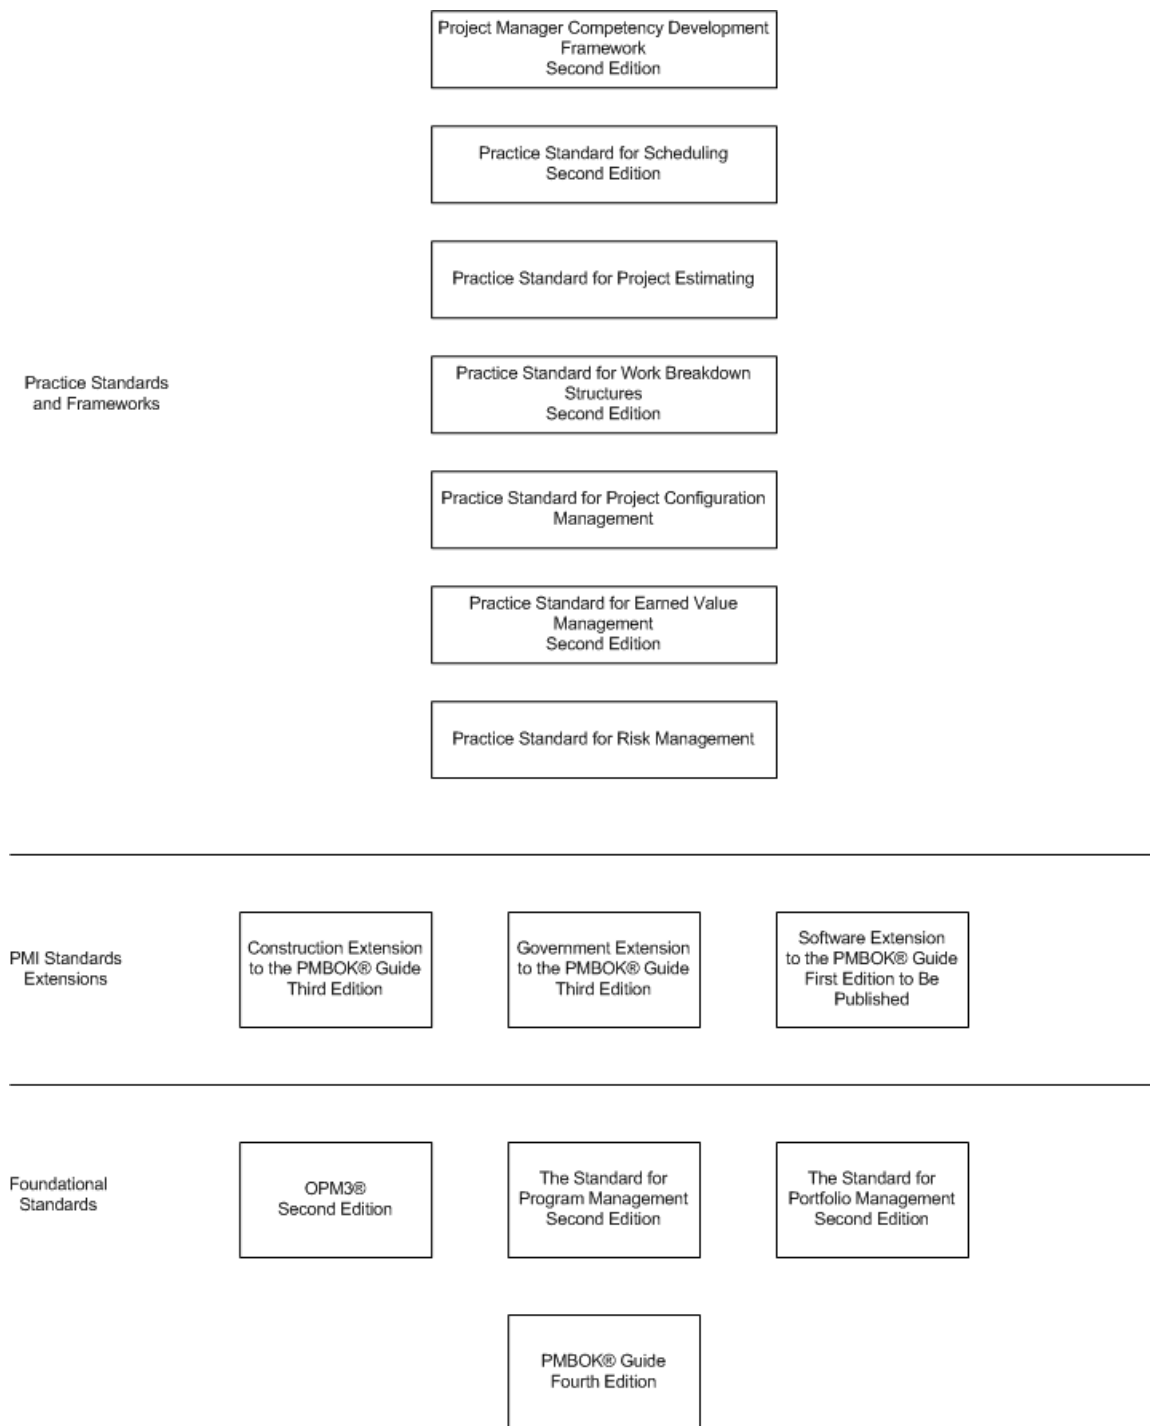 Project Manager Competency Development
Framework
Second Edition
Practice Standard for Scheduling
Second Edition
Practice Standard for Project Estimating
Practice Standards
and Frameworks
Practice Standard for Work Breakdown
Structures
Second Edition
Practice Standard for Project Configuration
Management
Practice Standard for Earned Value
Management
Second Edition
Practice Standard for Risk Management
PMI Standards
Extensions
Construction Extension
to the PMBOK® Guide
Third Edition
Government Extension
to the PMBOK® Guide
Third Edition
Software Extension
to the PMBOK® Guide
First Edition to Be
Published
Foundational
Standards
OPM3®
Second Edition
The Standard for
Program Management
Second Edition
The Standard for
Portfolio Management
Second Edition
PMBOK® Guide
Fourth Edition